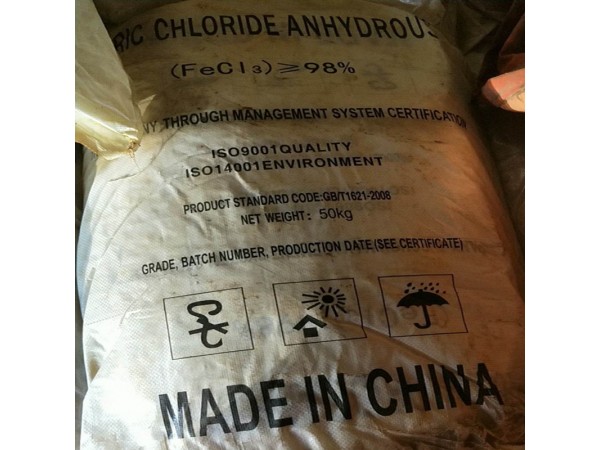 RIC CHLORIDE ANHYDROUS
(FeCl3)≥98%
NY THROUGH MANAGEMENT SYSTEM CERTIFICATION
ISO9001QUALITY
ISO14001ENVIRONMENT
PRODUCT STANDARD CODE:GB/T1621-2008
NET WEIGHT: 50kg
GRADE, BATCH NUMBER, PRODUCTION DATE(SEE CERTIFICATE)
MADE IN CHINA